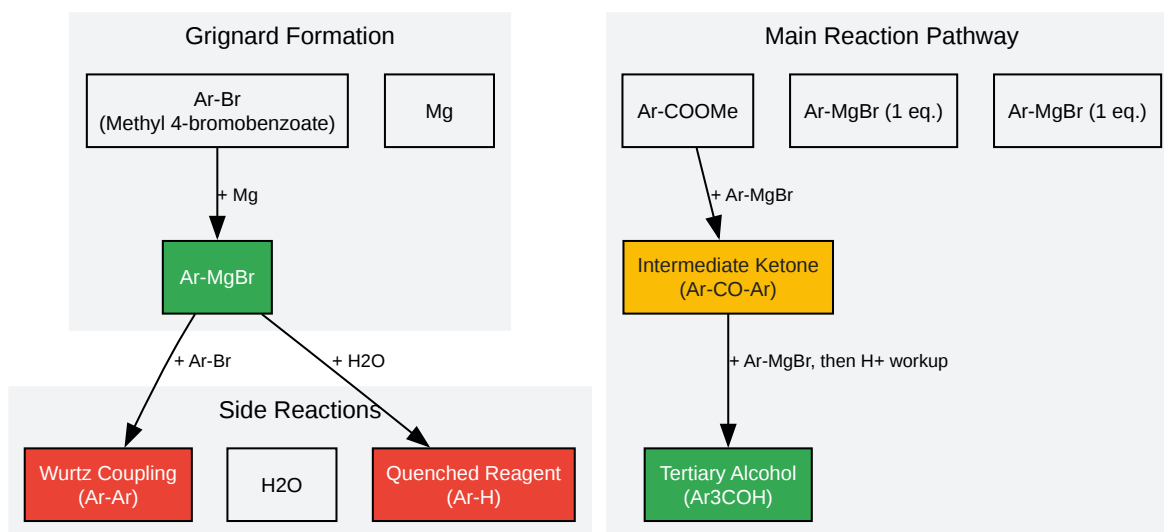 Grignard Formation
Ar-Br
(Methyl 4-bromobenzoate)
Mg
+ Mg
Ar-MgBr
+ Ar-Br
+ H2O
Side Reactions
Wurtz Coupling
(Ar-Ar)
H2O
Quenched Reagent
(Ar-H)
Main Reaction Pathway
Ar-COOMe
Ar-MgBr (1 eq.)
Ar-MgBr (1 eq.)
+ Ar-MgBr
Intermediate Ketone
(Ar-CO-Ar)
+ Ar-MgBr, then H+ workup
Tertiary Alcohol
(Ar3COH)